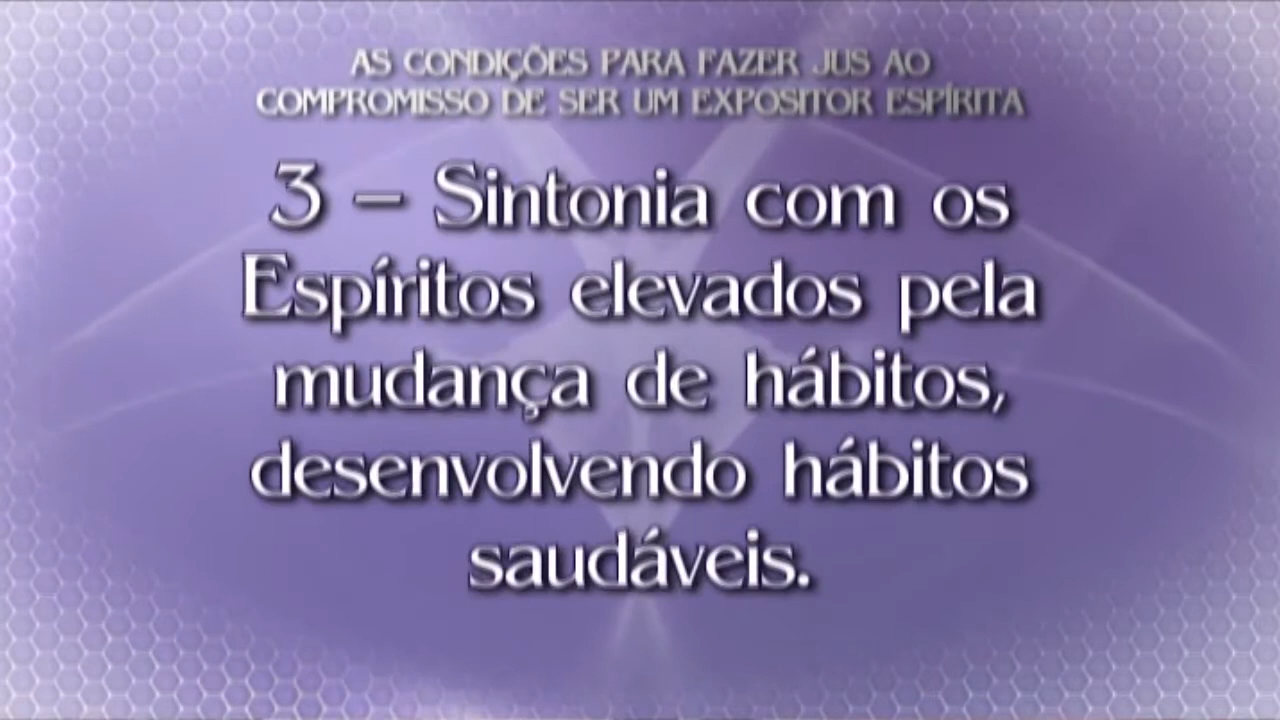 AS CONDIÇÕES PARA FAZER JUS AO
COMPROMISSO DE SER UM EXPOSITOR ESPÍRITA
3 – Sintonia com os
Espíritos elevados pela
mudança de hábitos,
desenvolvendo hábitos
saudáveis.